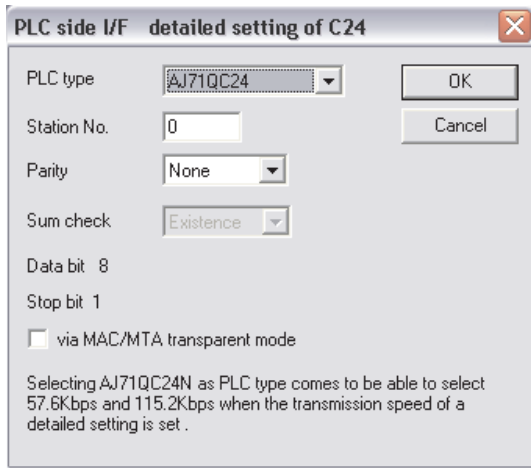 PLC side I/F detailed setting of C24
PLC type AJ71QC24 OK
Station No. 0 Cancel
Parity None
Sum check Existence
Data bit 8
Stop bit 1
via MAC/MTA transparent mode
Selecting AJ71QC24N as PLC type comes to be able to select
57.6Kbps and 115.2Kbps when the transmission speed of a
detailed setting is set .